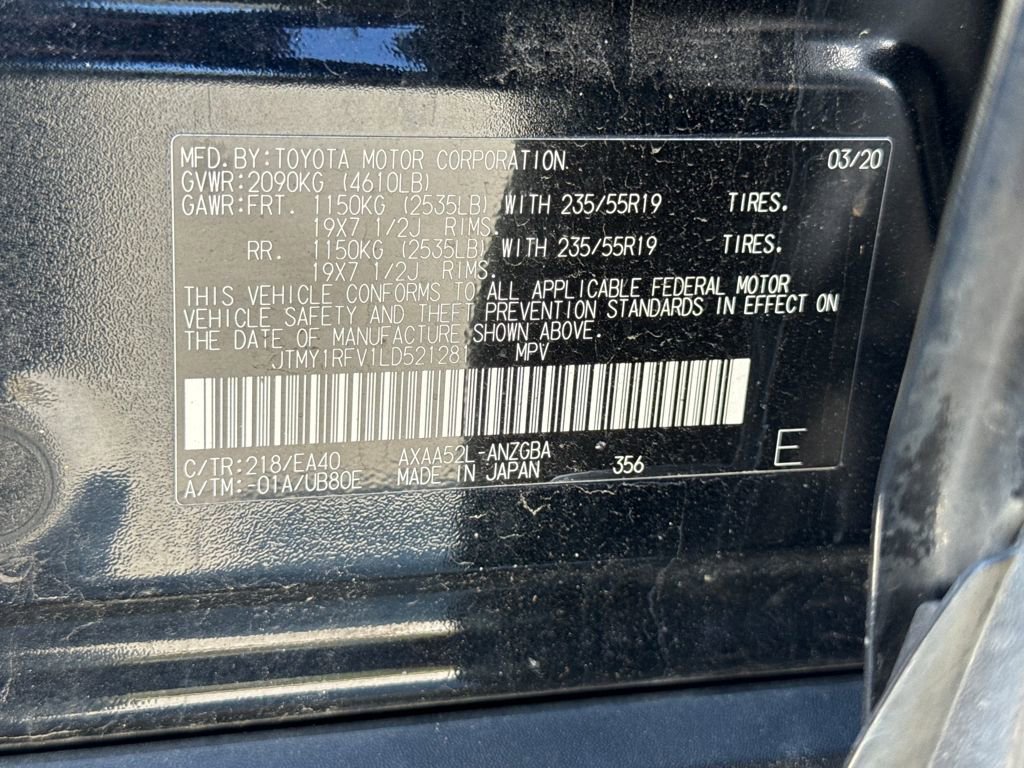 MFD. BY: TOYOTA MOTOR CORPORATION 03/20
GVWR: 2090KG (4610LB)
GAWR: FRT. 1150KG (2535LB) WITH 235/55R19 TIRES.
19X7 1/2J RIMS.
RR. 1150KG (2535LB) WITH 235/55R19 TIRES.
19X7 1/2J RIMS.
THIS VEHICLE CONFORMS TO ALL APPLICABLE FEDERAL MOTOR
VEHICLE SAFETY AND THEFT PREVENTION STANDARDS IN EFFECT ON
THE DATE OF MANUFACTURE SHOWN ABOVE.
JTMY1RFV1LD521281 MPV
C/TR: 218/EA40 AXAA52L-ANZGBA
A/TM: -01A/UB80E MADE IN JAPAN 356 E